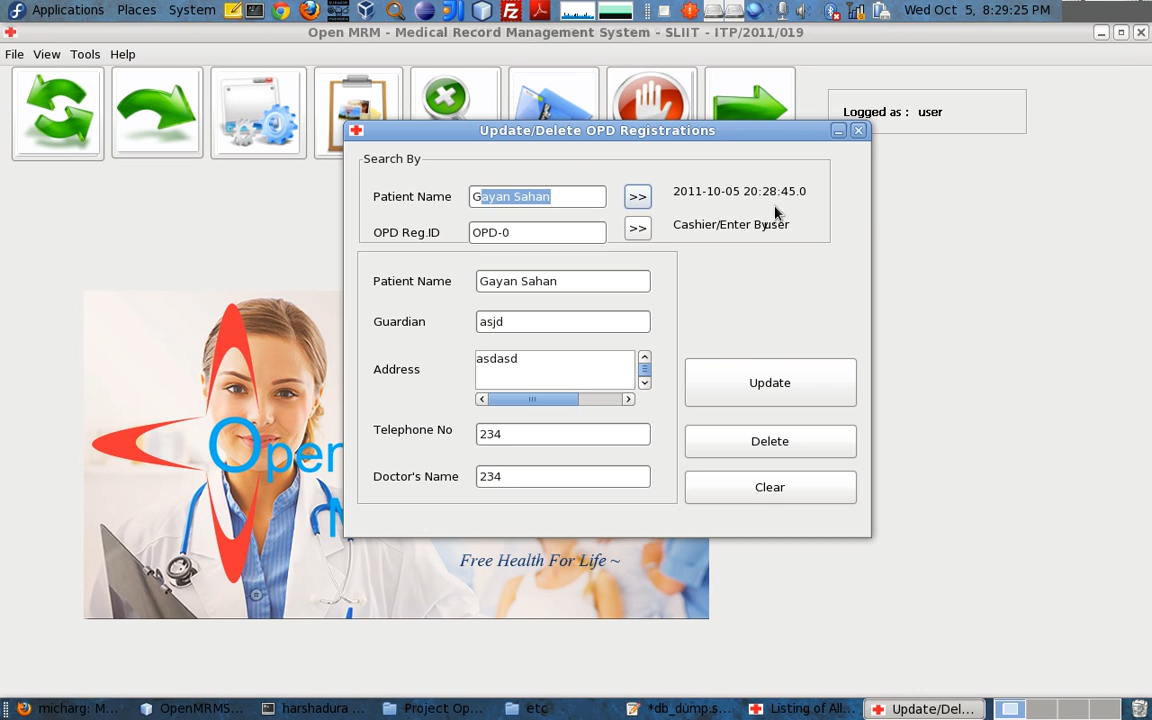 Applications Places System Wed Oct 5, 8:29:25 PM
Open MRM - Medical Record Management System - SLIIT - ITP/2011/019
File View Tools Help
Logged as : user
Update/Delete OPD Registrations
Search By
Patient Name Gayan Sahan >> 2011-10-05 20:28:45.0
OPD Reg.ID OPD-0 >> Cashier/Enter By user
Patient Name Gayan Sahan
Guardian asjd
Address asdasd
Update
Telephone No 234
Delete
Doctor's Name 234
Clear
Open
M
Free Health For Life ~
micharg: M... OpenMRMS... harshadura ... Project Op... etc *db_dump.s... Listing of All... Update/Del...